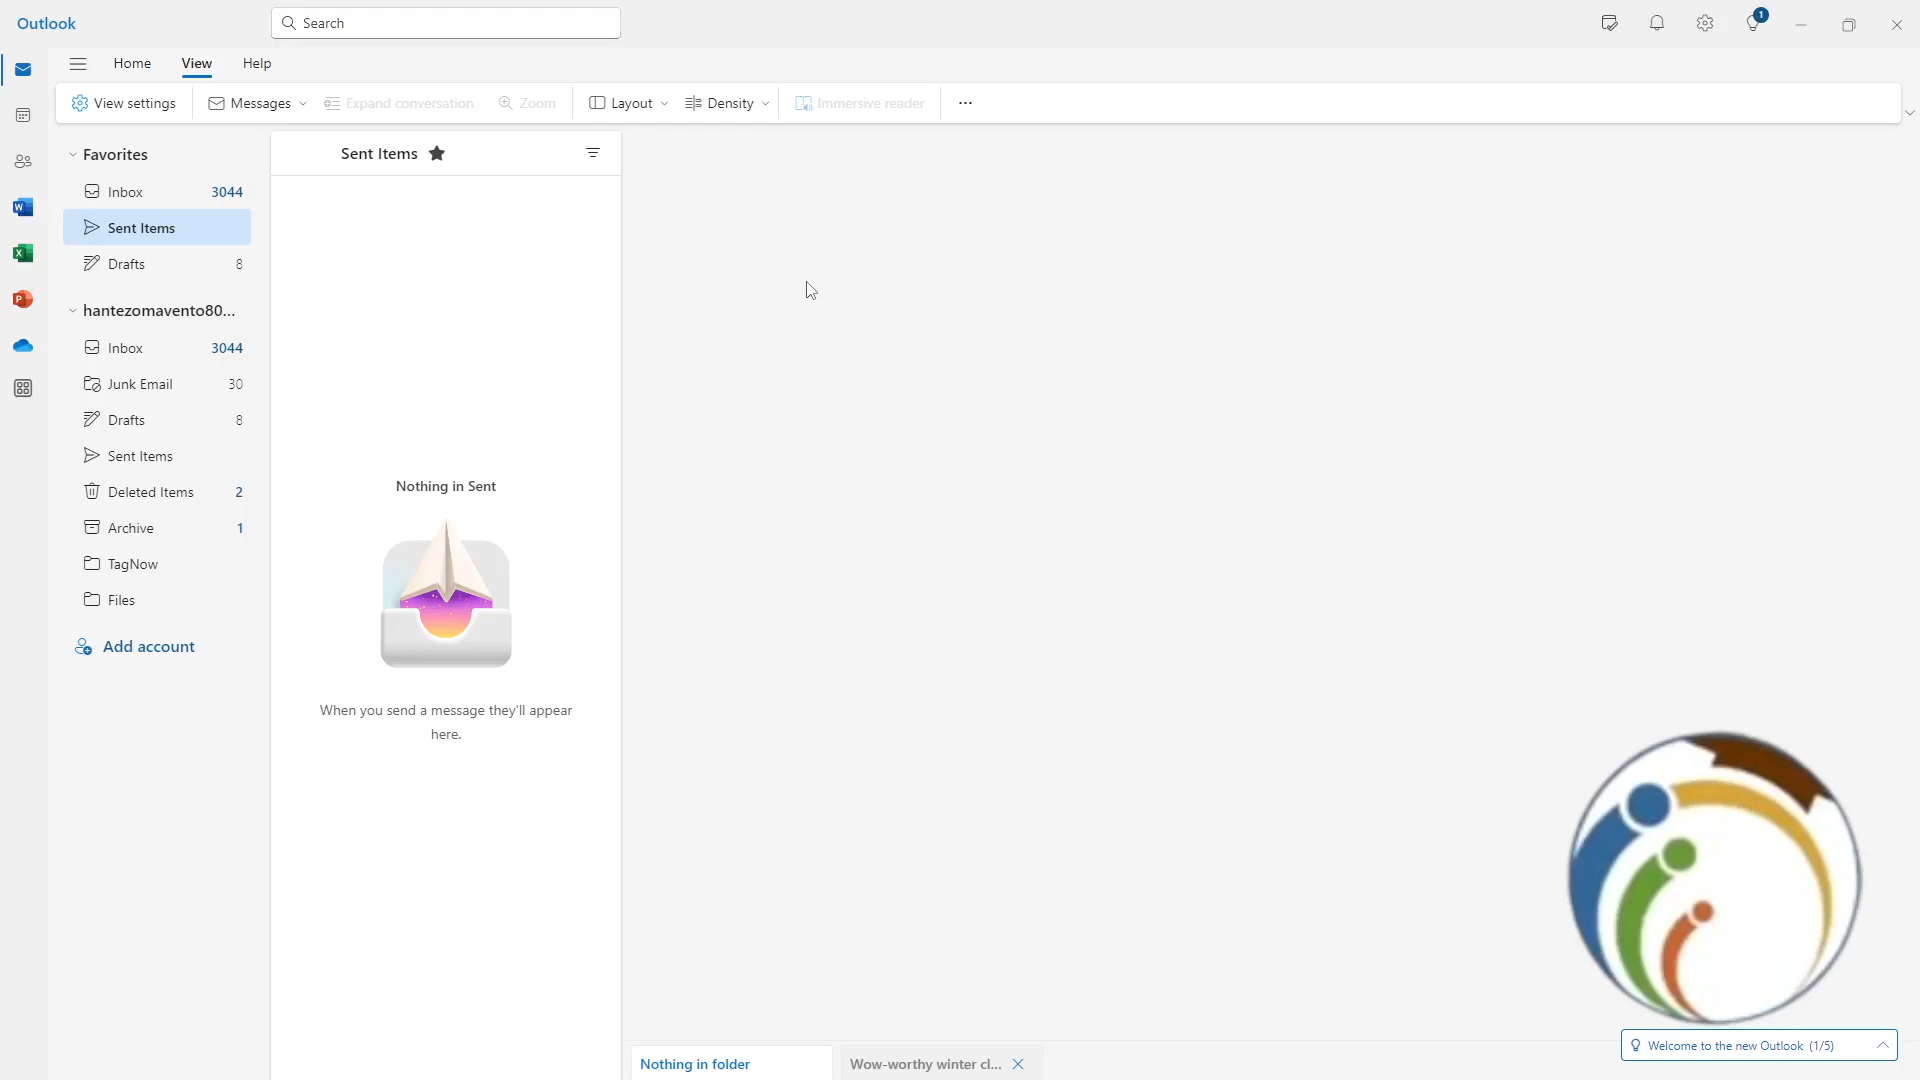 Outlook
Search
1
Home View Help
View settings Messages Expand conversation Zoom Layout Density Immersive reader ...
Favorites
Inbox 3044
Sent Items
Drafts 8
hantezomavento80...
Inbox 3044
Junk Email 30
Drafts 8
Sent Items
Deleted Items 2
Archive 1
TagNow
Files
Add account
Sent Items
Nothing in Sent
When you send a message they'll appear
here.
Nothing in folder
Wow-worthy winter cl...
Welcome to the new Outlook (1/5)